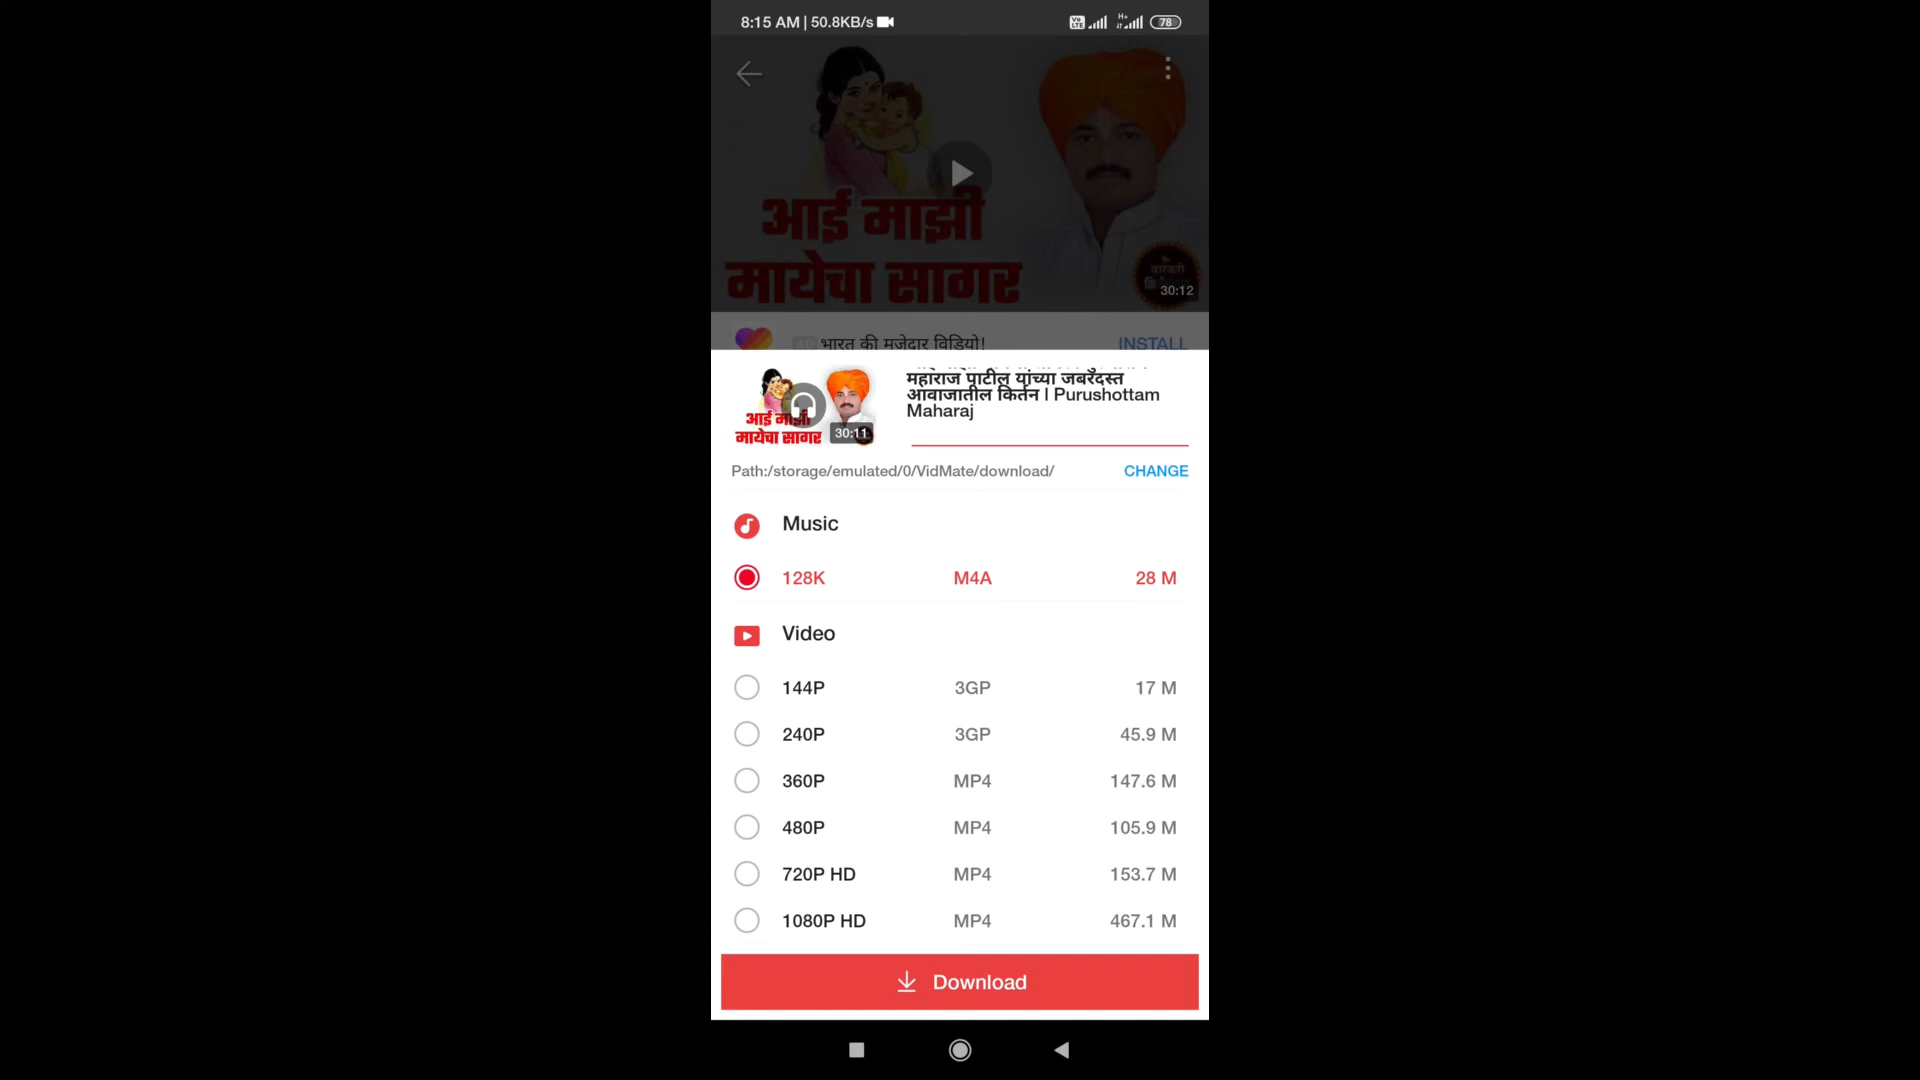 8:15 AM | 50.8KB/s
78
आई माझी
मायेचा सागर
वारकरी
30:12
AD भारत की मजेदार विडियो!
INSTALL
महाराज पाटील यांच्या जबरदस्त
आवाजातील किर्तन | Purushottam
Maharaj
आई माझी
मायेचा सागर
30:11
Path:/storage/emulated/0/VidMate/download/
CHANGE
Music
128K M4A 28 M
Video
144P 3GP 17 M
240P 3GP 45.9 M
360P MP4 147.6 M
480P MP4 105.9 M
720P HD MP4 153.7 M
1080P HD MP4 467.1 M
Download